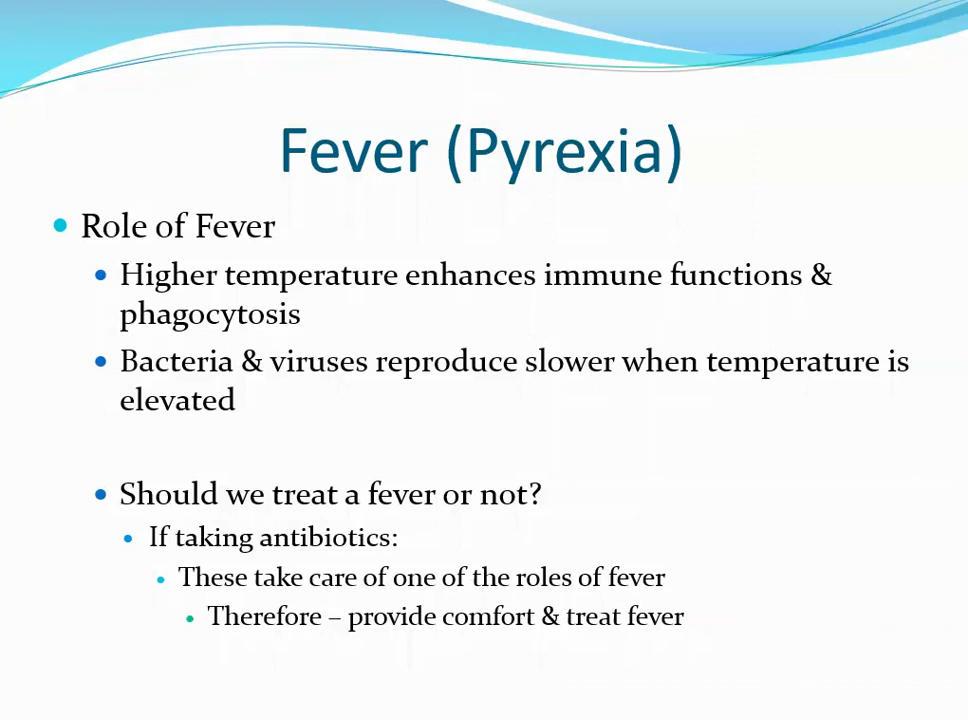 Fever (Pyrexia)
Role of Fever
Higher temperature enhances immune functions &
phagocytosis
Bacteria & viruses reproduce slower when temperature is
elevated
Should we treat a fever or not?
If taking antibiotics:
These take care of one of the roles of fever
Therefore – provide comfort & treat fever